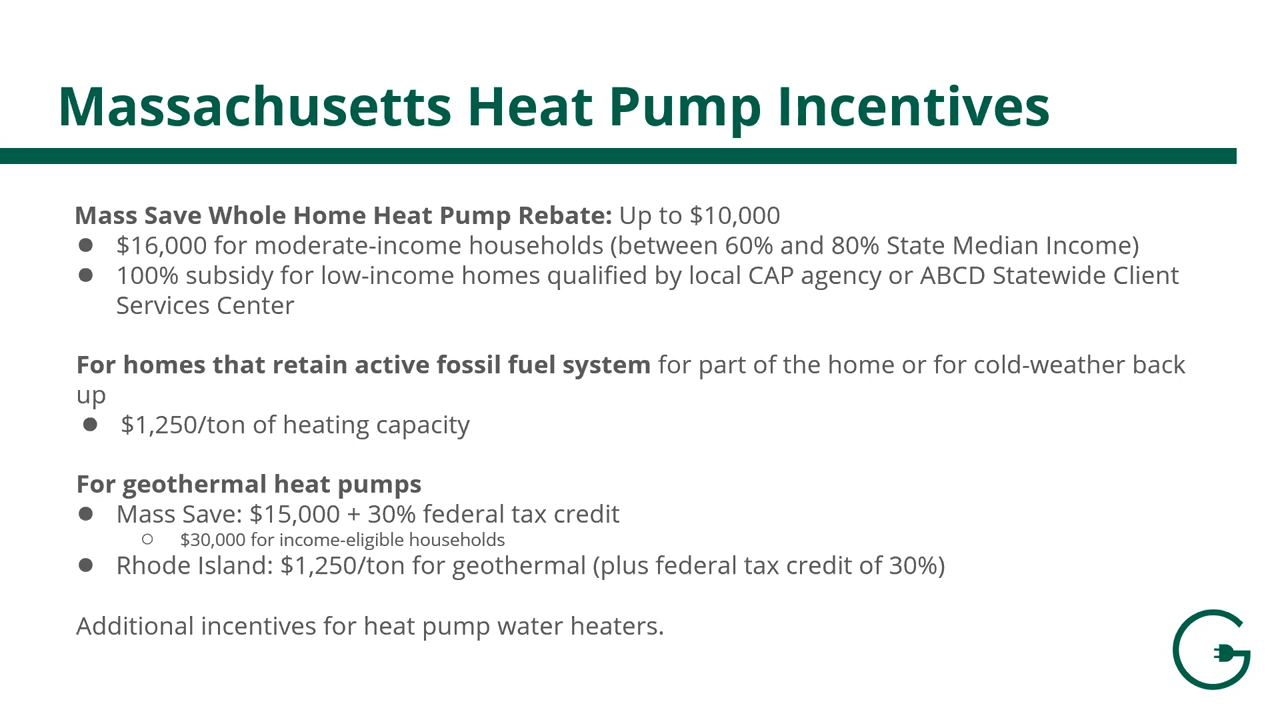 Massachusetts Heat Pump Incentives
Mass Save Whole Home Heat Pump Rebate: Up to $10,000
● $16,000 for moderate-income households (between 60% and 80% State Median Income)
● 100% subsidy for low-income homes qualified by local CAP agency or ABCD Statewide Client
Services Center
For homes that retain active fossil fuel system for part of the home or for cold-weather back
up
● $1,250/ton of heating capacity
For geothermal heat pumps
● Mass Save: $15,000 + 30% federal tax credit
○ $30,000 for income-eligible households
● Rhode Island: $1,250/ton for geothermal (plus federal tax credit of 30%)
Additional incentives for heat pump water heaters.